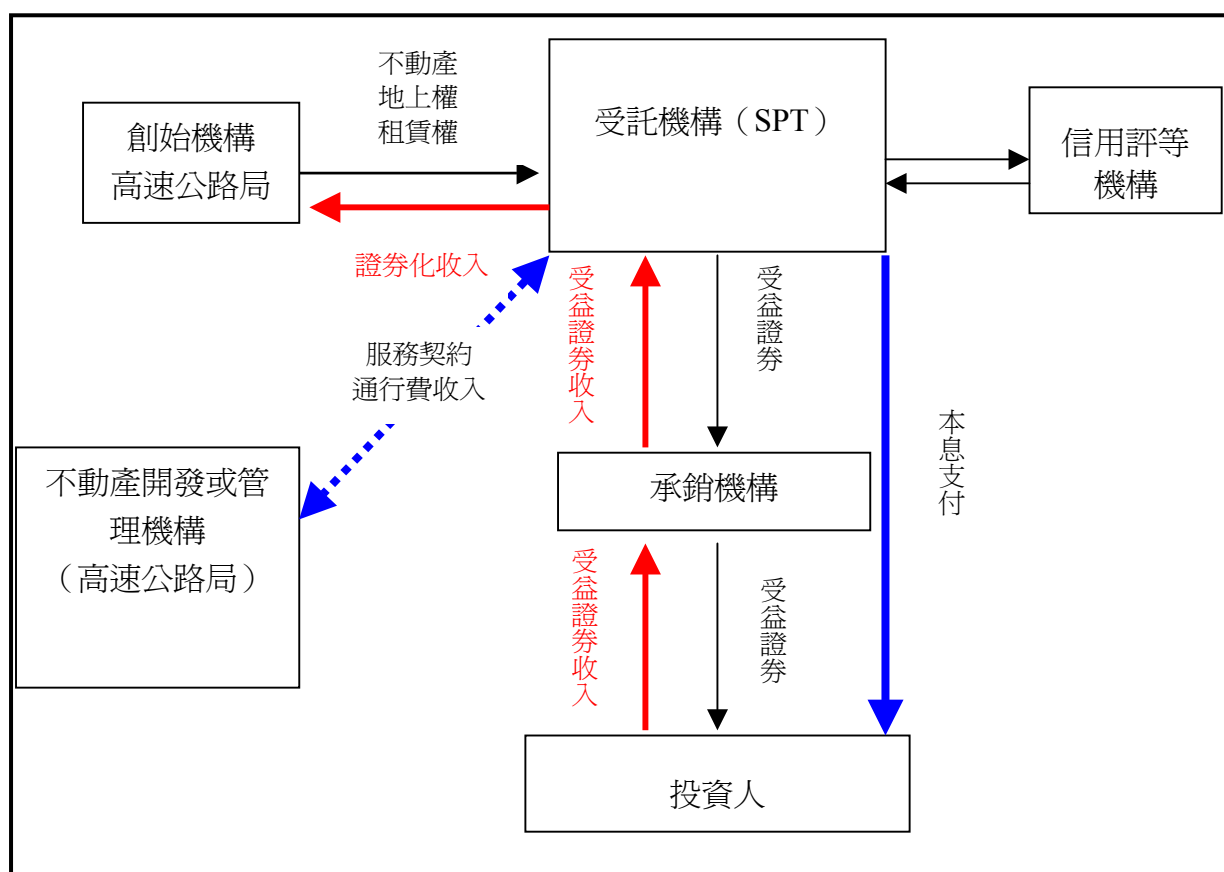 不動產
地上權
租賃權
創始機構
高速公路局
受託機構（SPT）
信用評等
機構
證券化收入
受益證券收入
受益證券
服務契約
通行費收入
本息支付
不動產開發或管
理機構
（高速公路局）
承銷機構
受益證券收入
受益證券
投資人